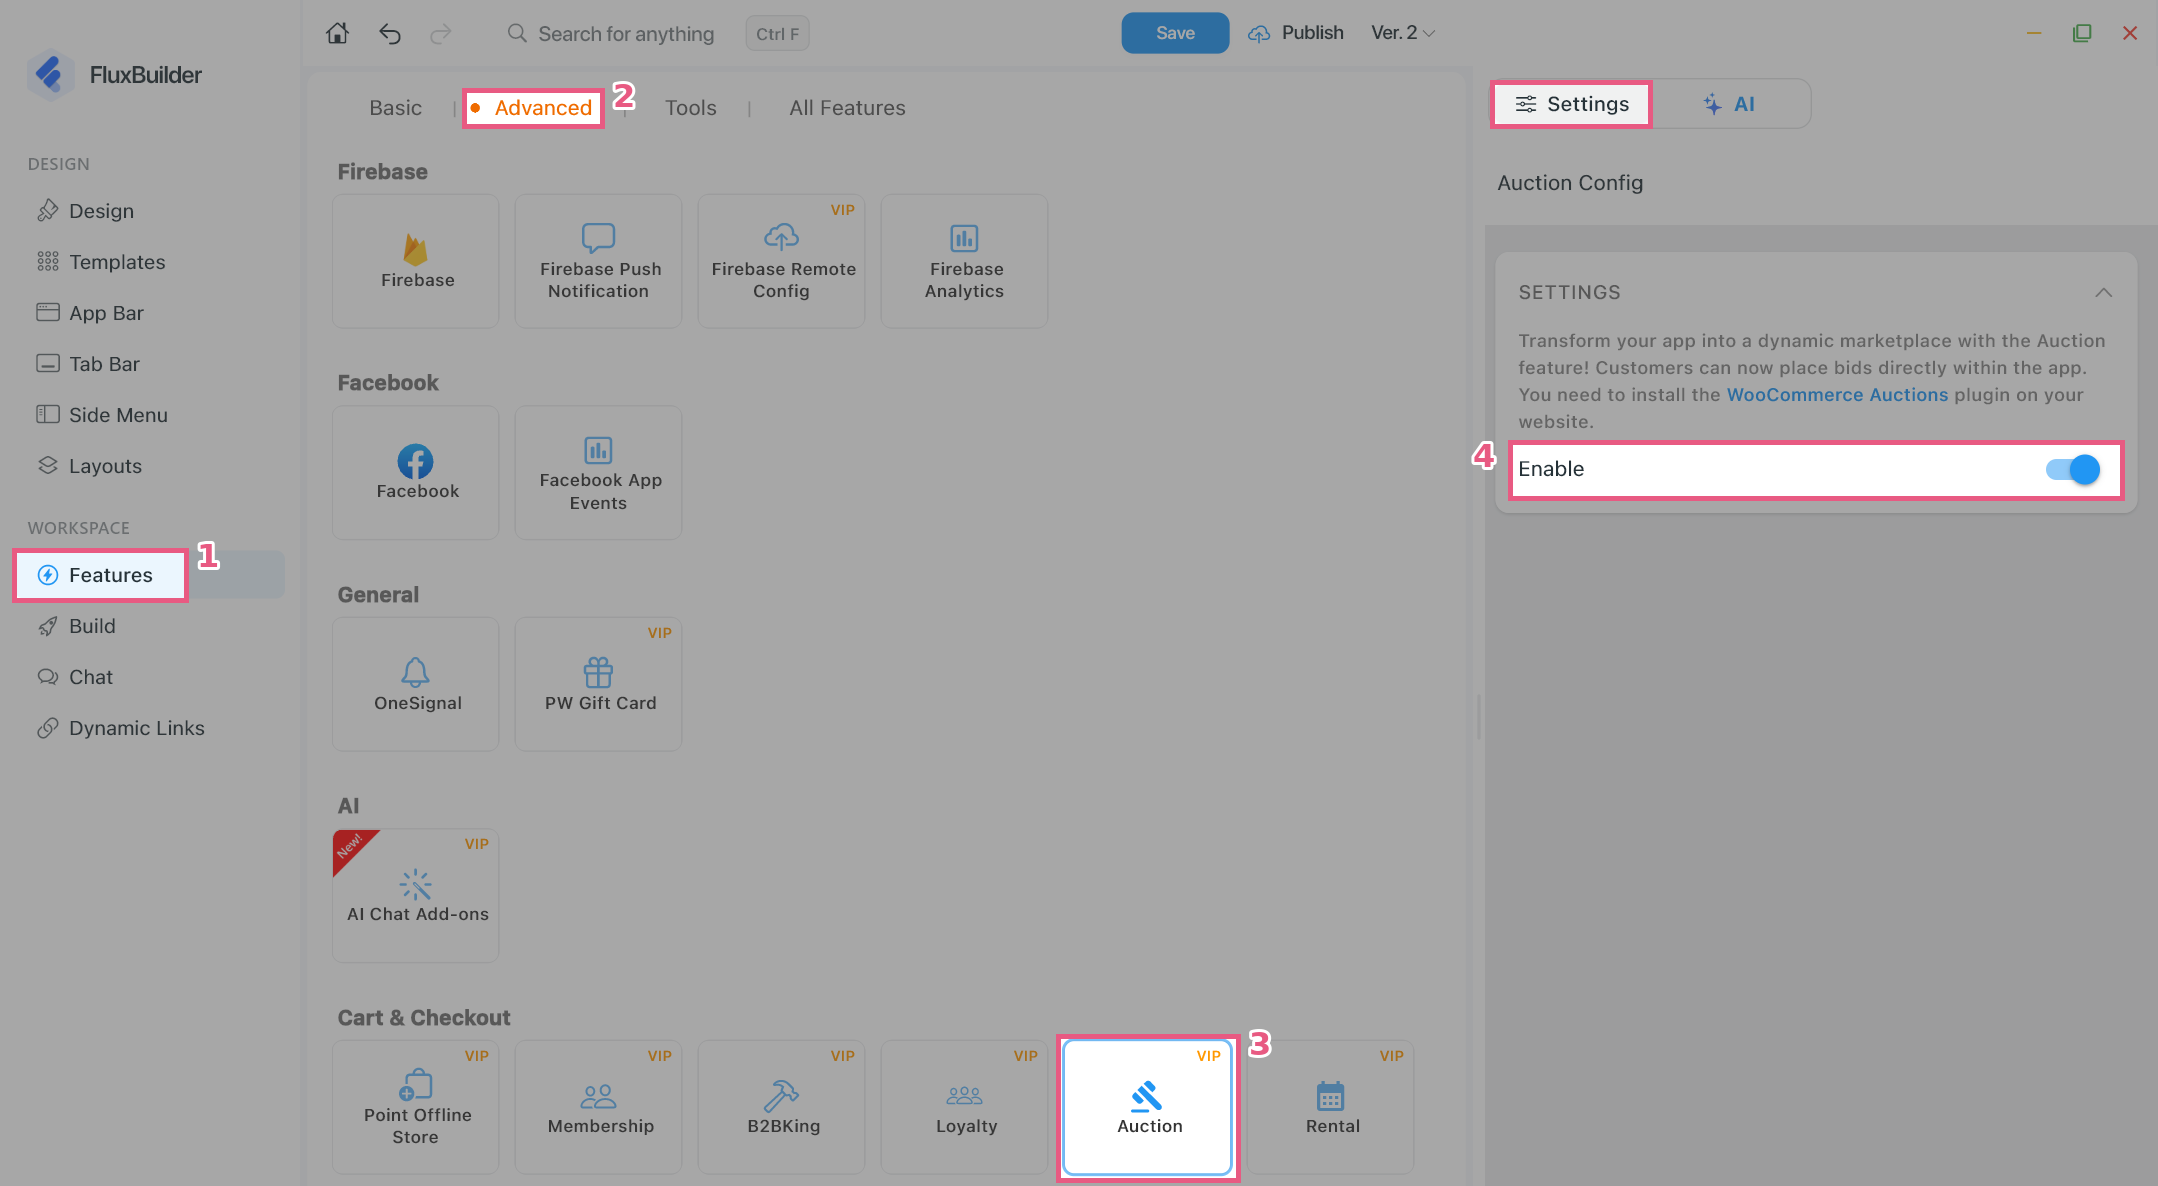 FluxBuilder
Search for anything
Ctrl F
Save
Publish
Ver. 2
DESIGN
Design
Templates
App Bar
Tab Bar
Side Menu
Layouts
WORKSPACE
Features
1
Build
Chat
Dynamic Links
Basic
|
Advanced
2
Tools
|
All Features
Firebase
Firebase
Firebase Push
Notification
VIP
Firebase Remote
Config
Firebase
Analytics
Facebook
Facebook
Facebook App
Events
General
OneSignal
VIP
PW Gift Card
AI
New!
VIP
AI Chat Add-ons
Cart & Checkout
VIP
Point Offline
Store
VIP
Membership
VIP
B2BKing
VIP
Loyalty
VIP
Auction
3
VIP
Rental
Settings
AI
Auction Config
SETTINGS
Transform your app into a dynamic marketplace with the Auction
feature! Customers can now place bids directly within the app.
You need to install the WooCommerce Auctions plugin on your
website.
4
Enable